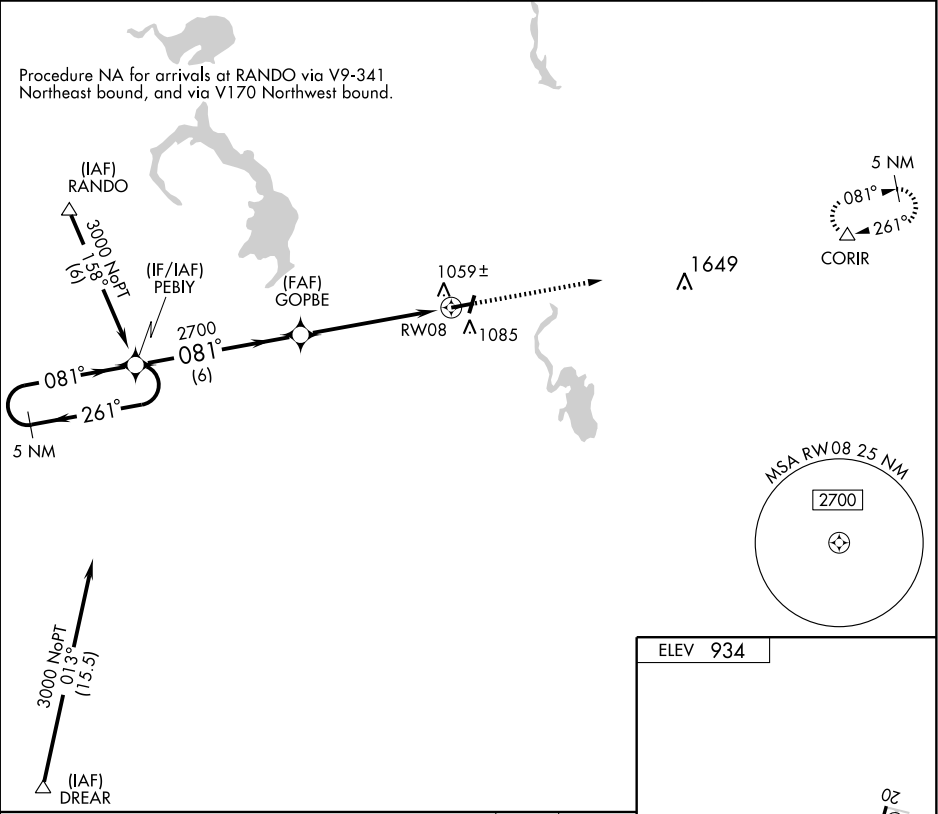 Procedure NA for arrivals at RANDO via V9-341
Northeast bound, and via V170 Northwest bound.
(IAF)
RANDO
3000 NoPT
158°
(6)
(IF/IAF)
PEBIY
(FAF)
GOPBE
2700
081°
(6)
081°
261°
5 NM
1059±
RW08
1085
1649
5 NM
081°
261°
CORIR
MSA RW08 25 NM
2700
3000 NoPT
013°
(15.5)
(IAF)
DREAR
ELEV 934
20